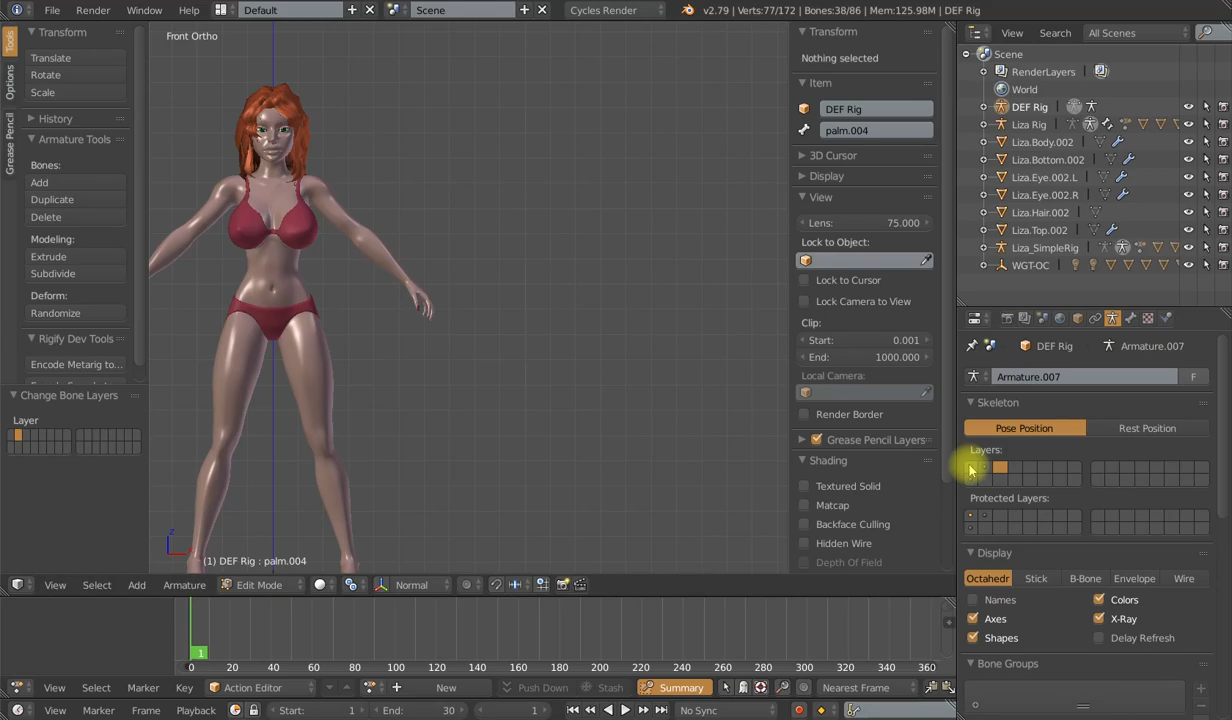 File Render Window Help Default Scene Cycles Render v2.79 | Verts:77/172 | Bones:38/86 | Mem:125.98M | DEF Rig
Tools
Options
Grease Pencil
Transform
Translate
Rotate
Scale
History
Armature Tools
Bones:
Add
Duplicate
Delete
Modeling:
Extrude
Subdivide
Deform:
Parameterize
Rigify Dev Tools
Encode Metarig to...
Change Bone Layers
Layer
Front Ortho
(1) DEF Rig : palm.004
View Select Add Armature Edit Mode Normal
Transform
Nothing selected
Item
DEF Rig
palm.004
3D Cursor
Display
View
Lens: 75.000
Lock to Object:
Lock to Cursor
Lock Camera to View
Clip:
Start: 0.001
End: 1000.000
Local Camera:
Render Border
Grease Pencil Layers
Shading
Textured Solid
Matcap
Backface Culling
Hidden Wire
Depth Of Field
View Search All Scenes
Scene
RenderLayers
World
DEF Rig
Liza Rig
Liza.Body.002
Liza.Bottom.002
Liza.Eye.002.L
Liza.Eye.002.R
Liza.Hair.002
Liza.Top.002
Liza_SimpleRig
WGT-OC
DEF Rig Armature.007
Armature.007 F
Skeleton
Pose Position Rest Position
Layers:
Protected Layers:
Display
Octahedr Stick B-Bone Envelope Wire
Names Colors
Axes X-Ray
Shapes Delay Refresh
Bone Groups
1
0 20 40 60 80 100 120 140 160 180 200 220 240 260 280 300 320 340 360
View Select Marker Key Action Editor New Push Down Stash Summary Nearest Frame
View Marker Frame Playback Start: 1 End: 30 1 No Sync